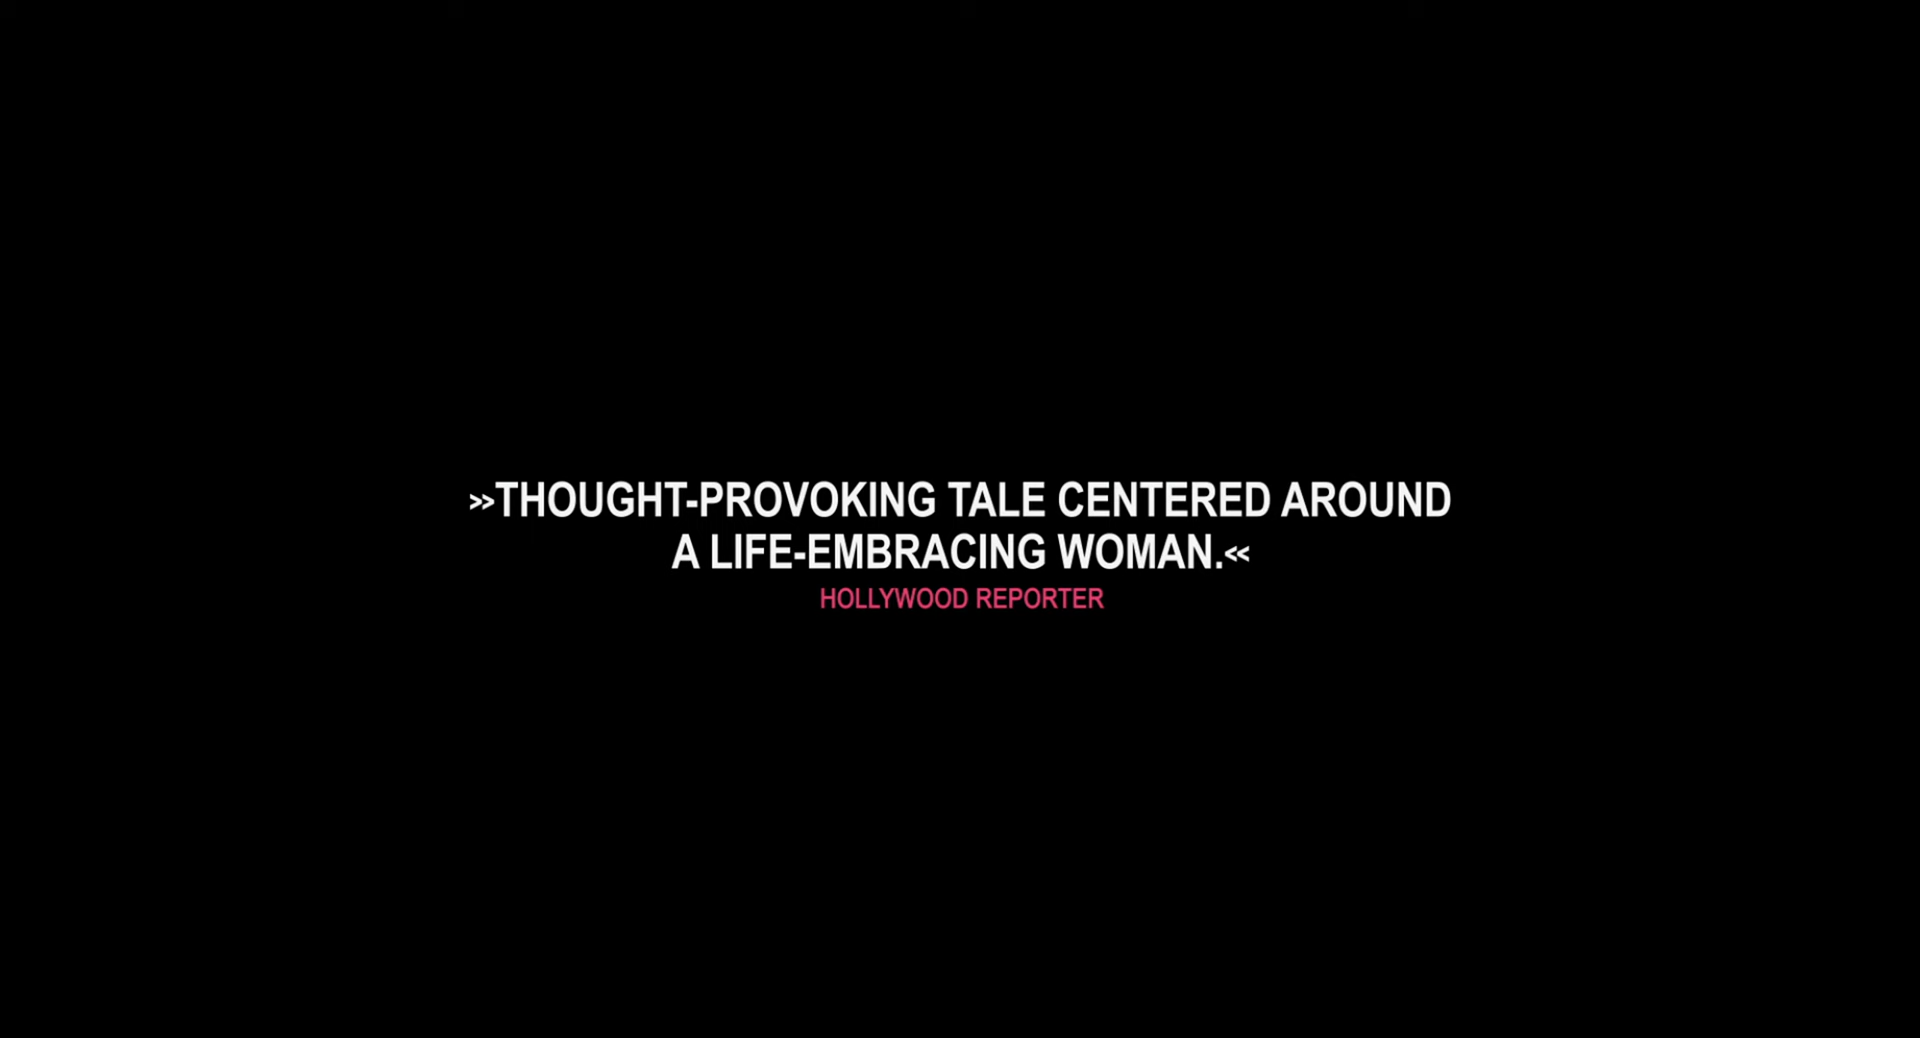 »THOUGHT-PROVOKING TALE CENTERED AROUND
A LIFE-EMBRACING WOMAN.«
HOLLYWOOD REPORTER